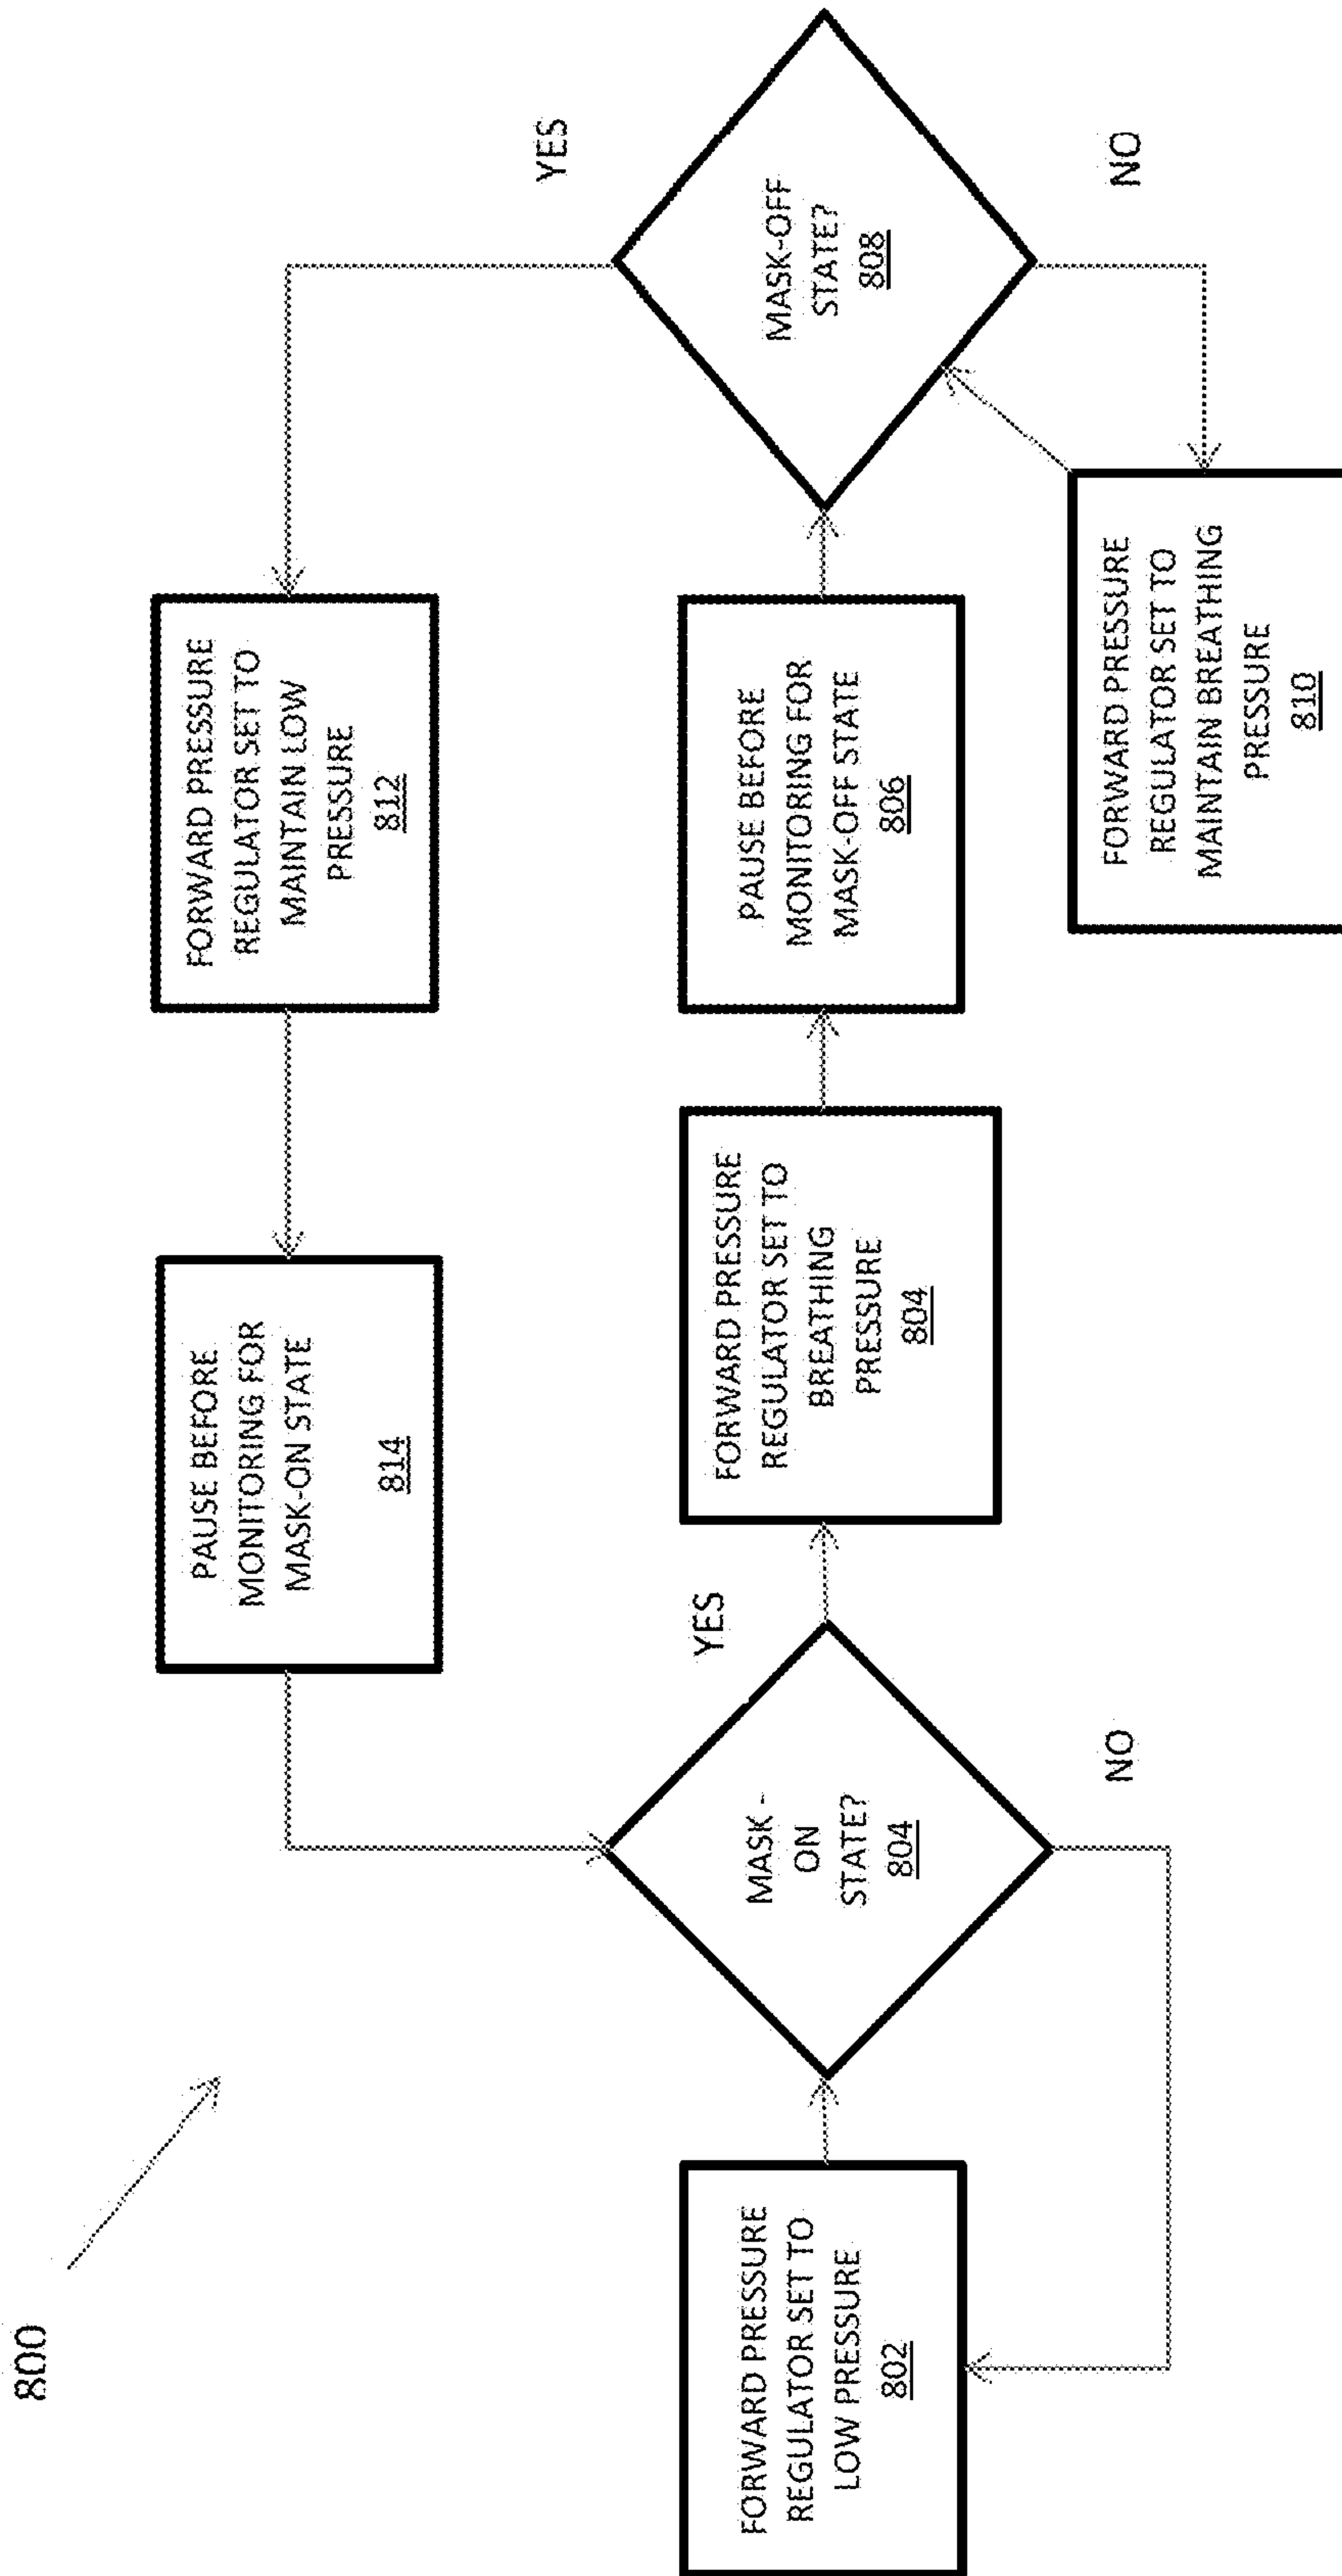 800
FORWARD PRESSURE
REGULATOR SET TO
LOW PRESSURE
802
MASK -
ON
STATE?
804
YES
NO
FORWARD PRESSURE
REGULATOR SET TO
BREATHING
PRESSURE
804
PAUSE BEFORE
MONITORING FOR
MASK-OFF STATE
806
MASK-OFF
STATE?
808
YES
NO
FORWARD PRESSURE
REGULATOR SET TO
MAINTAIN BREATHING
PRESSURE
810
FORWARD PRESSURE
REGULATOR SET TO
MAINTAIN LOW
PRESSURE
812
PAUSE BEFORE
MONITORING FOR
MASK-ON STATE
814